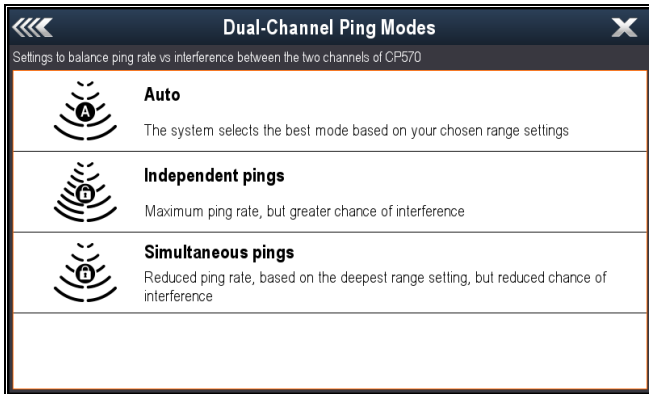 Dual-Channel Ping Modes
Settings to balance ping rate vs interference between the two channels of CP570
A
Auto
The system selects the best mode based on your chosen range settings
Independent pings
Maximum ping rate, but greater chance of interference
Simultaneous pings
Reduced ping rate, based on the deepest range setting, but reduced chance of
interference